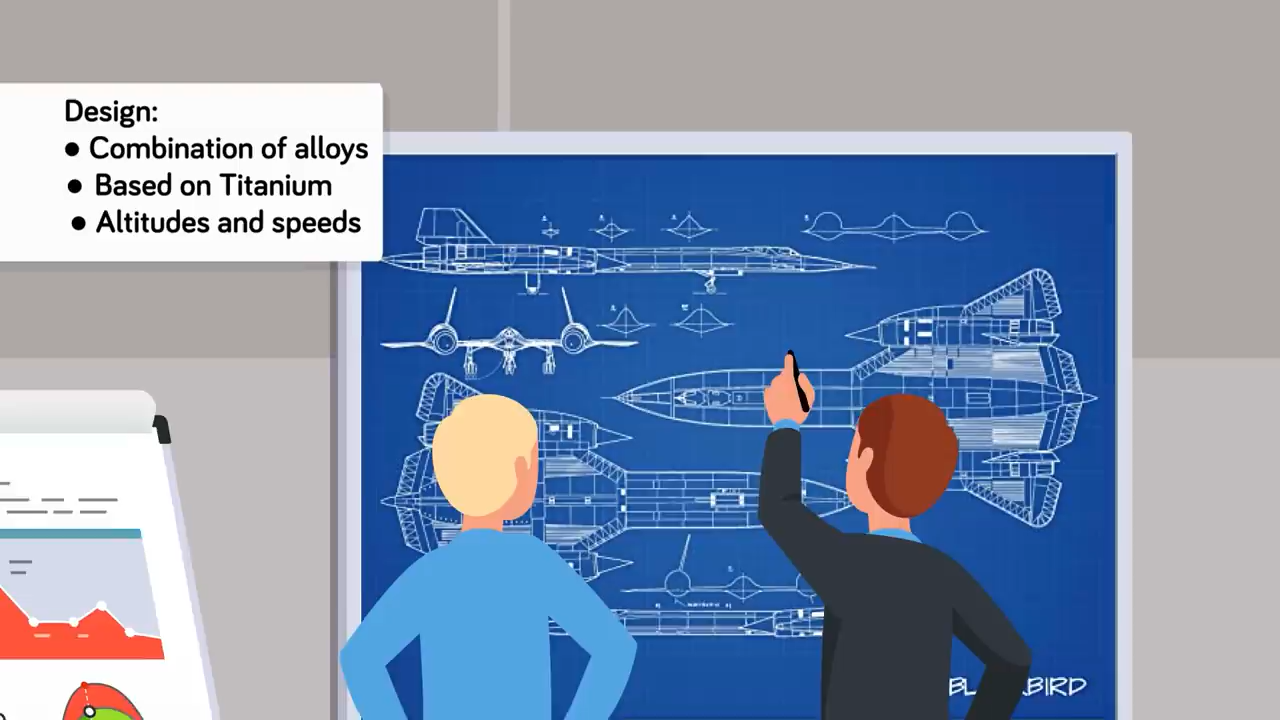 Design:
● Combination of alloys
● Based on Titanium
● Altitudes and speeds